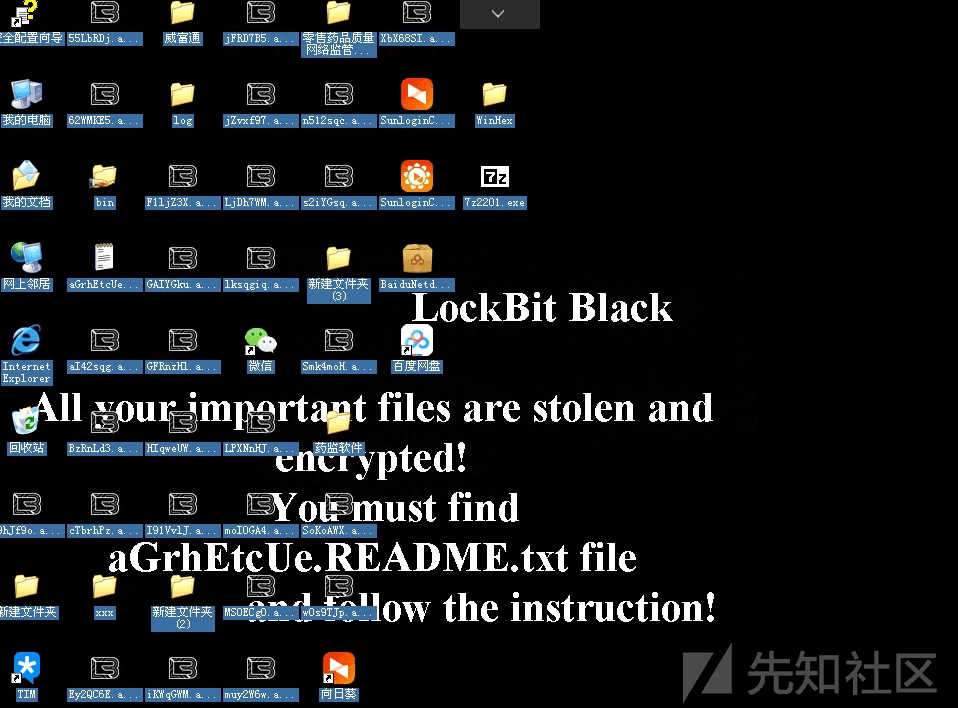 安全配置向导
55LbRDj.a...
威富通
jFRD7B5.a...
零售药品质量
网络监管...
XbX68SI.a...
我的电脑
62WMKE5.a...
log
jZvxf97.a...
n512sqc.a...
SunloginC...
WinHex
我的文档
bin
F1ljZ3X.a...
LjDh7WM.a...
s2iYGsq.a...
SunloginC...
7z
7z2201.exe
网上邻居
aGrhEtcUe...
GAIYGku.a...
lksqgiq.a...
新建文件夹
(3)
BaiduNetd...
LockBit Black
Internet
Explorer
aI42sqg.a...
GFRnzHl.a...
微信
Smk4moH.a...
百度网盘
All your important files are stolen and
回收站
BzRnLd3.a...
HIqweUW.a...
LPXNnHJ.a...
药监软件
encrypted!
You must find
9hJf9o.a...
cTbrhPz.a...
I91VvlJ.a...
moIOGA4.a...
SoKoAWX.a...
aGrhEtcUe.README.txt file
新建文件夹
xxx
新建文件夹
(2)
MSOECgO.a...
wOs9TJp.a...
and follow the instruction!
TIM
Ey2QC6E.a...
iKWqGWM.a...
muy2W6w.a...
向日葵
先知社区